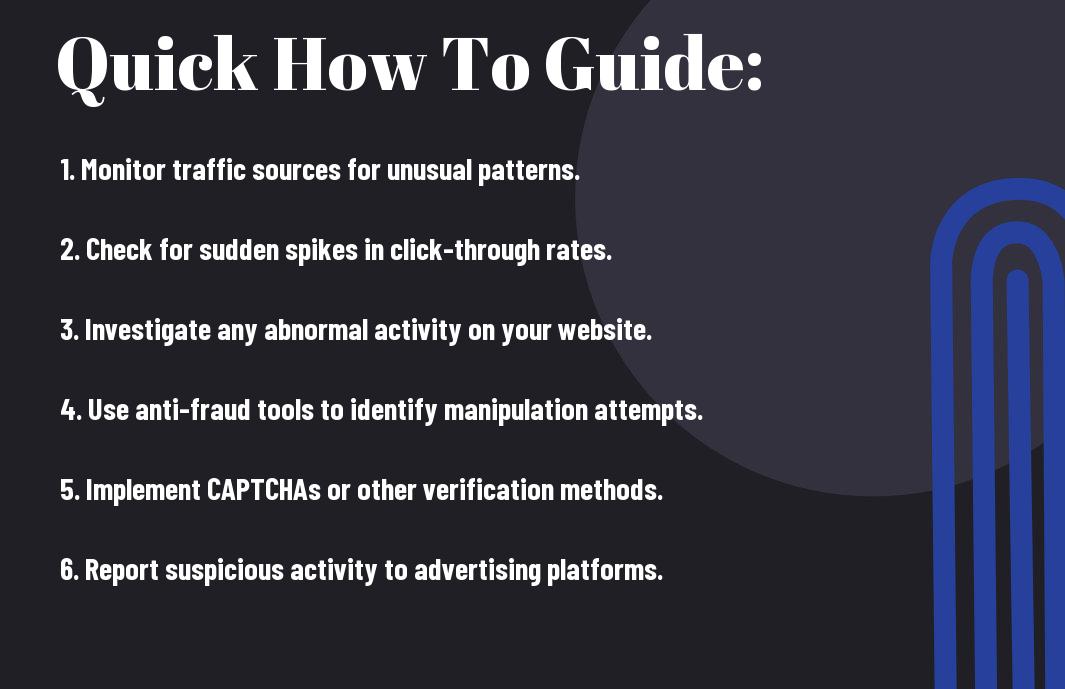 Quick How To Guide:
1. Monitor traffic sources for unusual patterns.
2. Check for sudden spikes in click-through rates.
3. Investigate any abnormal activity on your website.
4. Use anti-fraud tools to identify manipulation attempts.
5. Implement CAPTCHAs or other verification methods.
6. Report suspicious activity to advertising platforms.